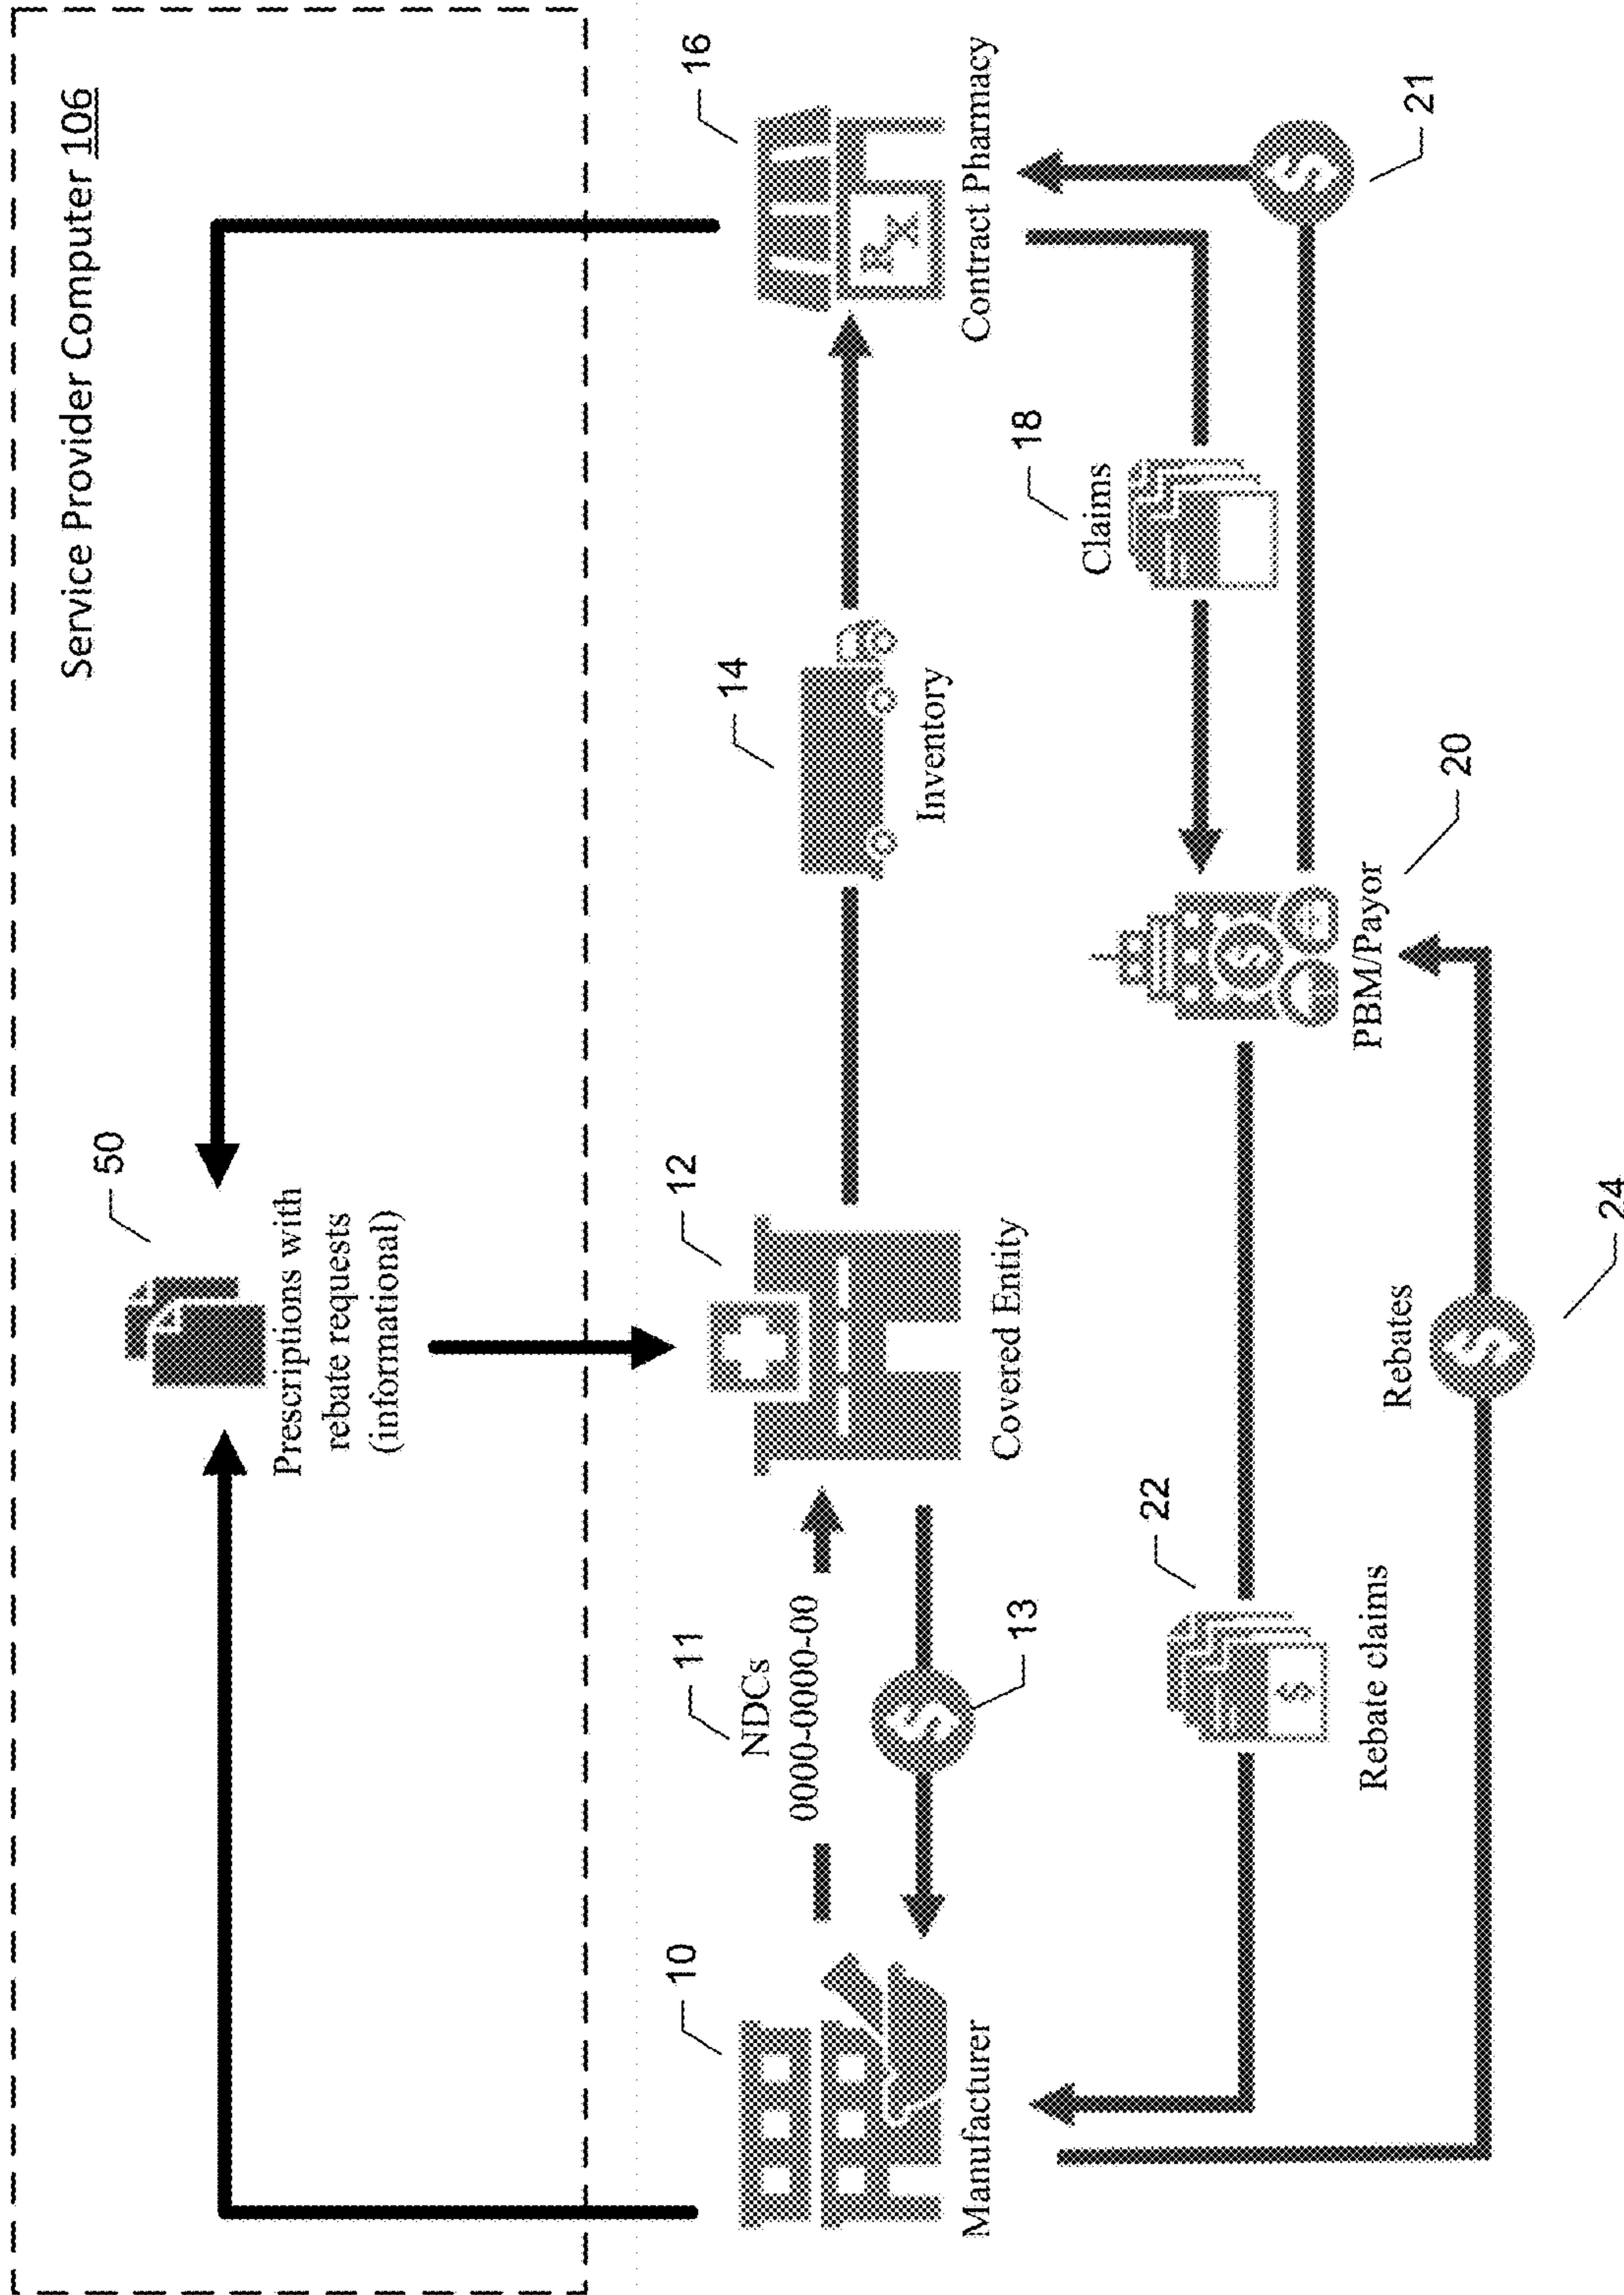 Service Provider Computer 106
50
Prescriptions with
rebate requests
(informational)
10
Manufacturer
11
NDCs
0000-0000-00
13
12
Covered Entity
14
Inventory
16
Rx
Contract Pharmacy
18
Claims
22
$
Rebate claims
$
PBM/Payor
20
$
21
Rebates
$
24
$